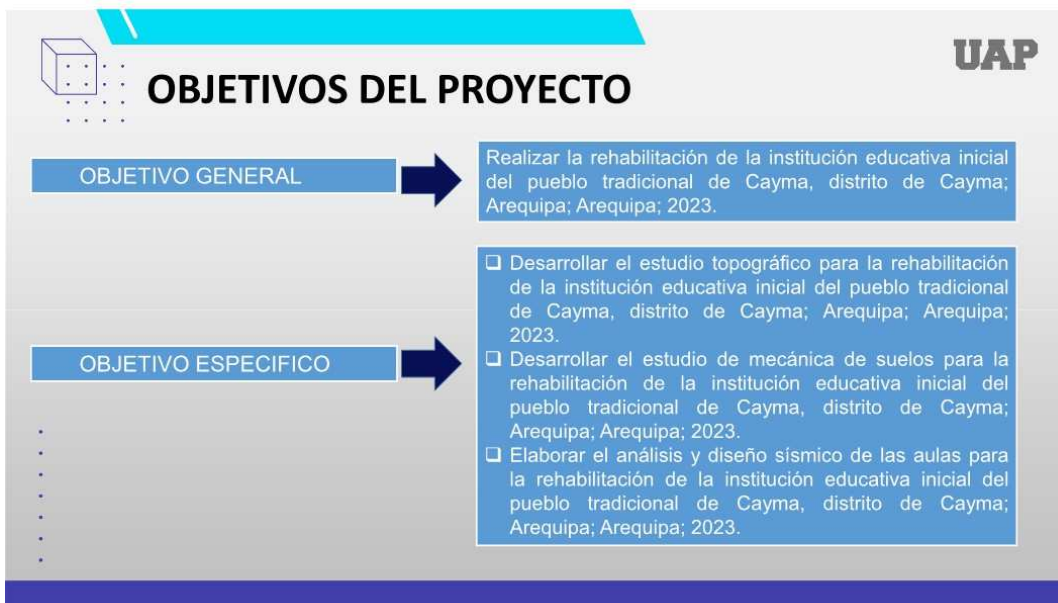 UAP
OBJETIVOS DEL PROYECTO
OBJETIVO GENERAL
Realizar la rehabilitación de la institución educativa inicial
del pueblo tradicional de Cayma, distrito de Cayma;
Arequipa; Arequipa; 2023.
OBJETIVO ESPECIFICO
❑ Desarrollar el estudio topográfico para la rehabilitación
de la institución educativa inicial del pueblo tradicional
de Cayma, distrito de Cayma; Arequipa; Arequipa;
2023.
❑ Desarrollar el estudio de mecánica de suelos para la
rehabilitación de la institución educativa inicial del
pueblo tradicional de Cayma, distrito de Cayma;
Arequipa; Arequipa; 2023.
❑ Elaborar el análisis y diseño sísmico de las aulas para
la rehabilitación de la institución educativa inicial del
pueblo tradicional de Cayma, distrito de Cayma;
Arequipa; Arequipa; 2023.